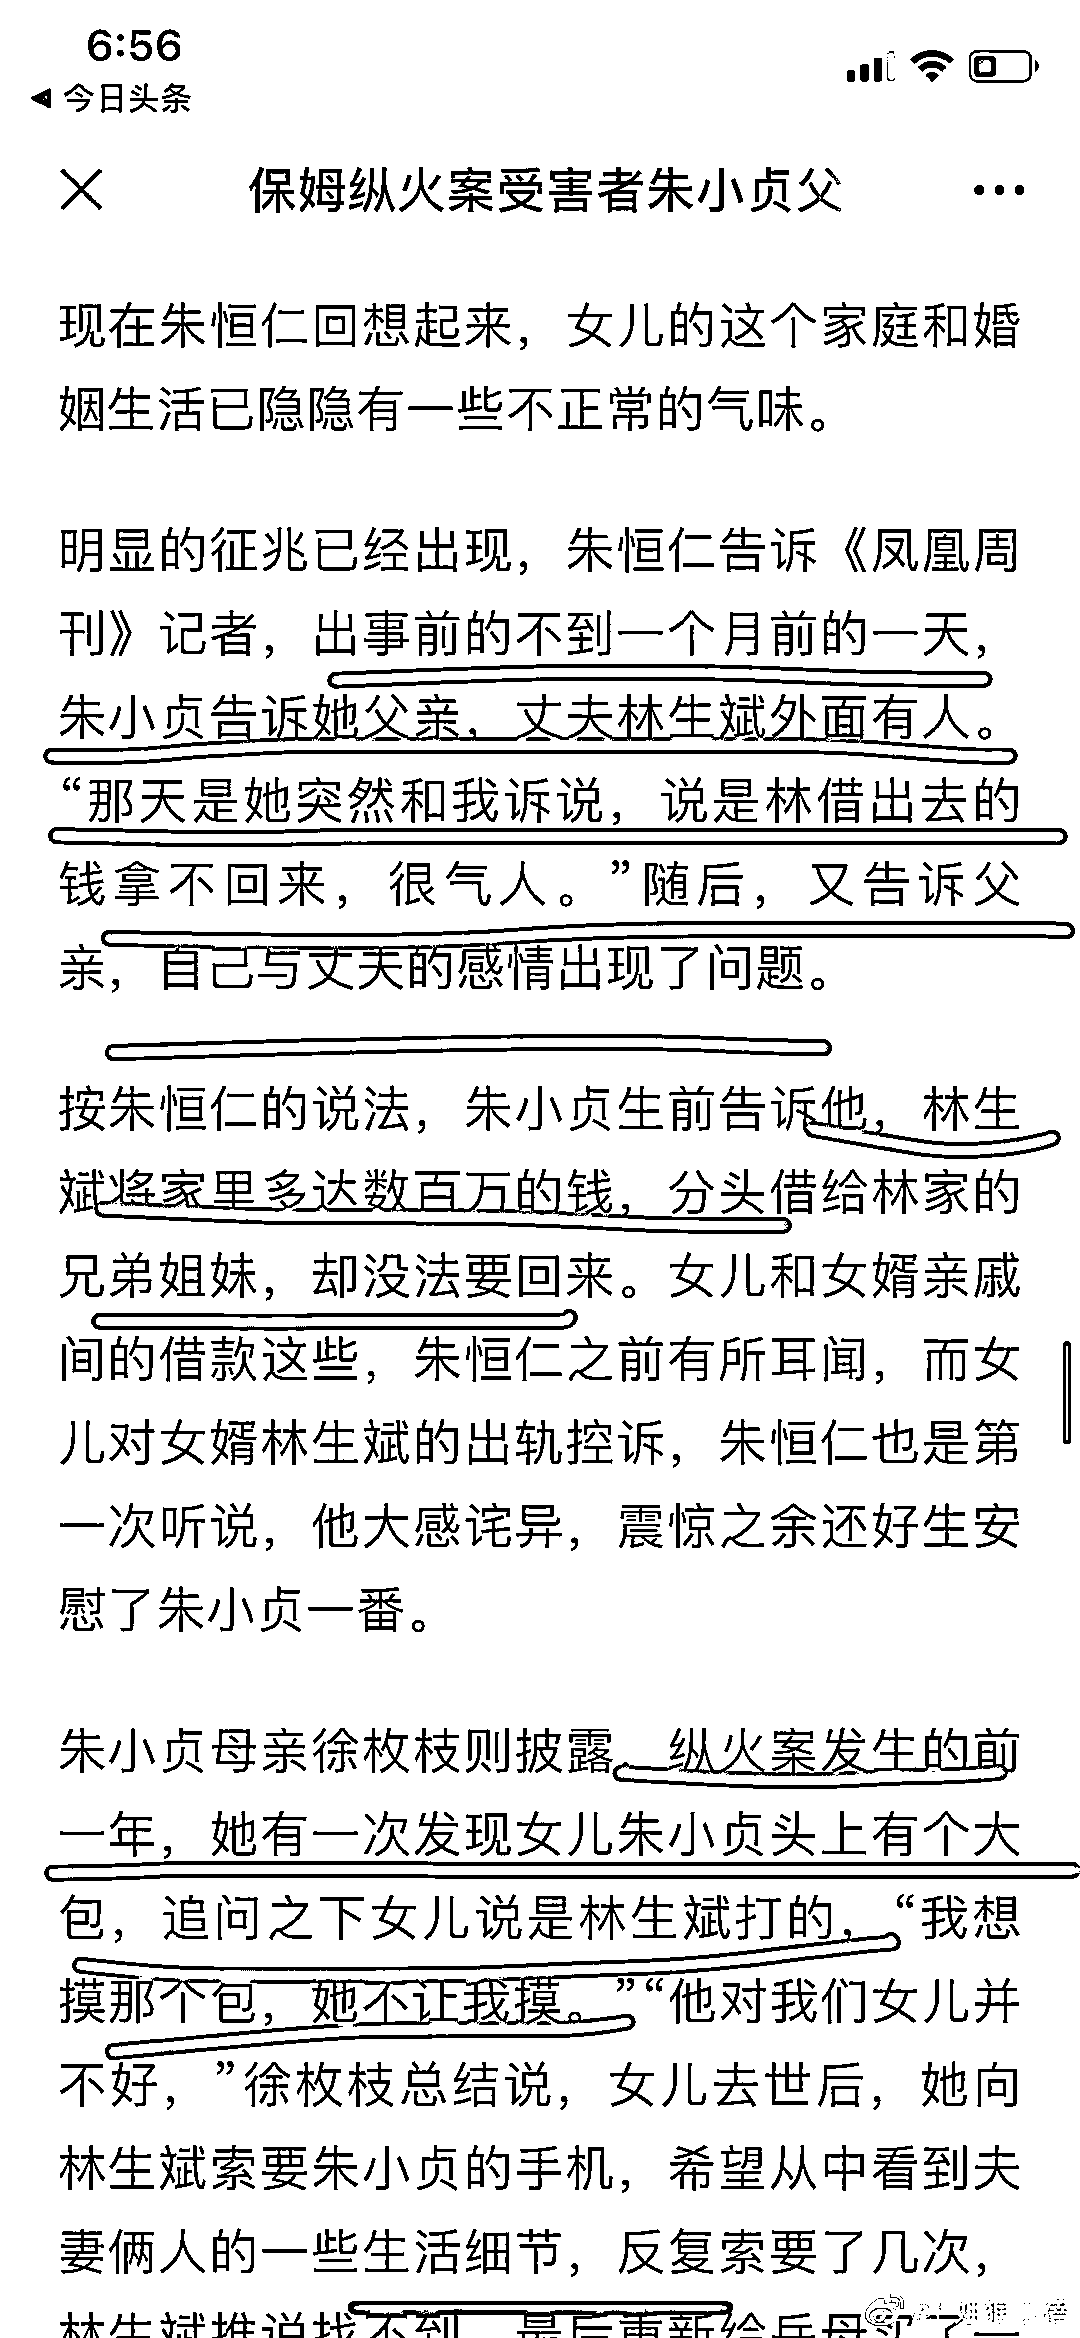 6:56
今日头条
保姆纵火案受害者朱小贞父
现在朱恒仁回想起来，女儿的这个家庭和婚
姻生活已隐隐有一些不正常的气味。
明显的征兆已经出现，朱恒仁告诉《凤凰周
刊》记者，出事前的不到一个月前的一天，
朱小贞告诉她父亲，丈夫林生斌外面有人。
“那天是她突然和我诉说，说是林借出去的
钱拿不回来，很气人。”随后，又告诉父
亲，自己与丈夫的感情出现了问题。
按朱恒仁的说法，朱小贞生前告诉他，林生
斌将家里多达数百万的钱，分头借给林家的
兄弟姐妹，却没法要回来。女儿和女婿亲戚
间的借款这些，朱恒仁之前有所耳闻，而女
儿对女婿林生斌的出轨控诉，朱恒仁也是第
一次听说，他大感诧异，震惊之余还好生安
慰了朱小贞一番。
朱小贞母亲徐枚枝则披露，纵火案发生的前
一年，她有一次发现女儿朱小贞头上有个大
包，追问之下女儿说是林生斌打的，“我想
摸那个包，她不让我摸。”“他对我们女儿并
不好，”徐枚枝总结说，女儿去世后，她向
林生斌索要朱小贞的手机，希望从中看到夫
妻俩人的一些生活细节，反复索要了几次，
林生斌推说找不到，最后重新给岳母买了一